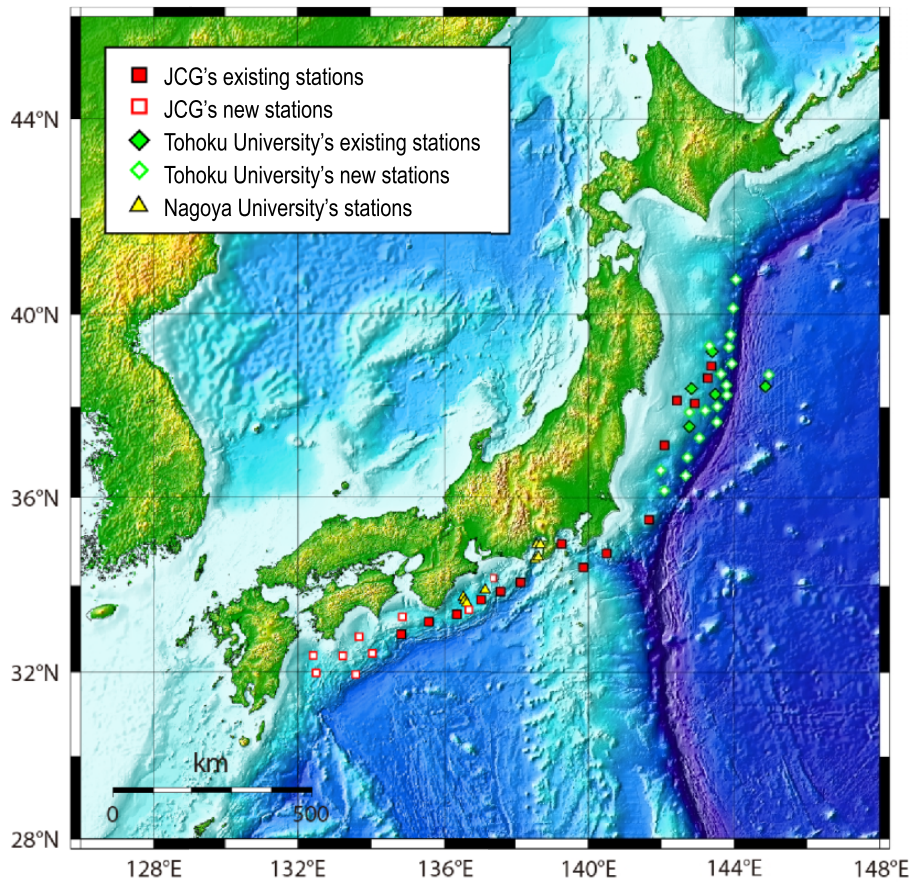 JCG's existing stations
JCG's new stations
Tohoku University's existing stations
Tohoku University's new stations
Nagoya University's stations
44°N
40°N
36°N
32°N
28°N
km
0 500
128°E 132°E 136°E 140°E 144°E 148°E